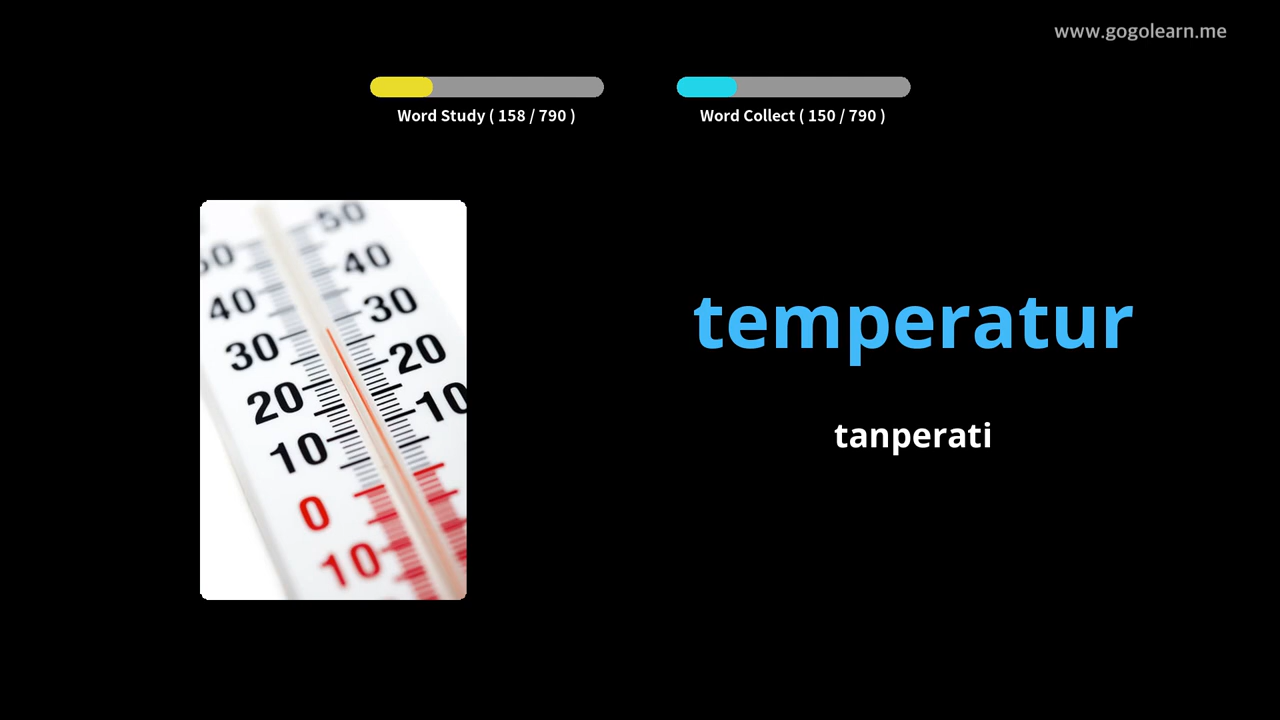 www.gogolearn.me
Word Study ( 158 / 790 )
Word Collect ( 150 / 790 )
temperatur
tanperati
50
50
40
40
30
30
20
20
10
10
0
10